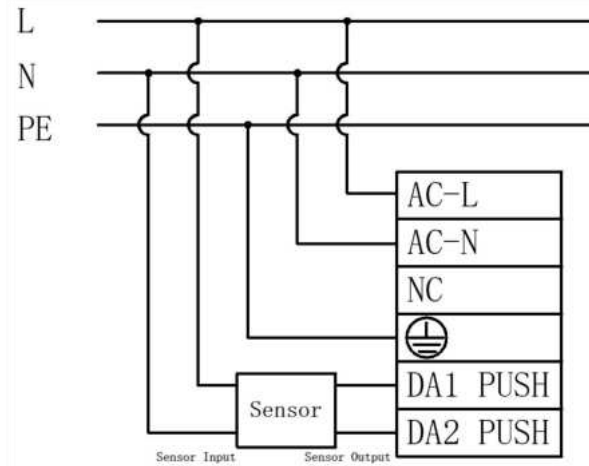 L
N
PE
AC-L
AC-N
NC
DA1 PUSH
Sensor
DA2 PUSH
Sensor Input
Sensor Output